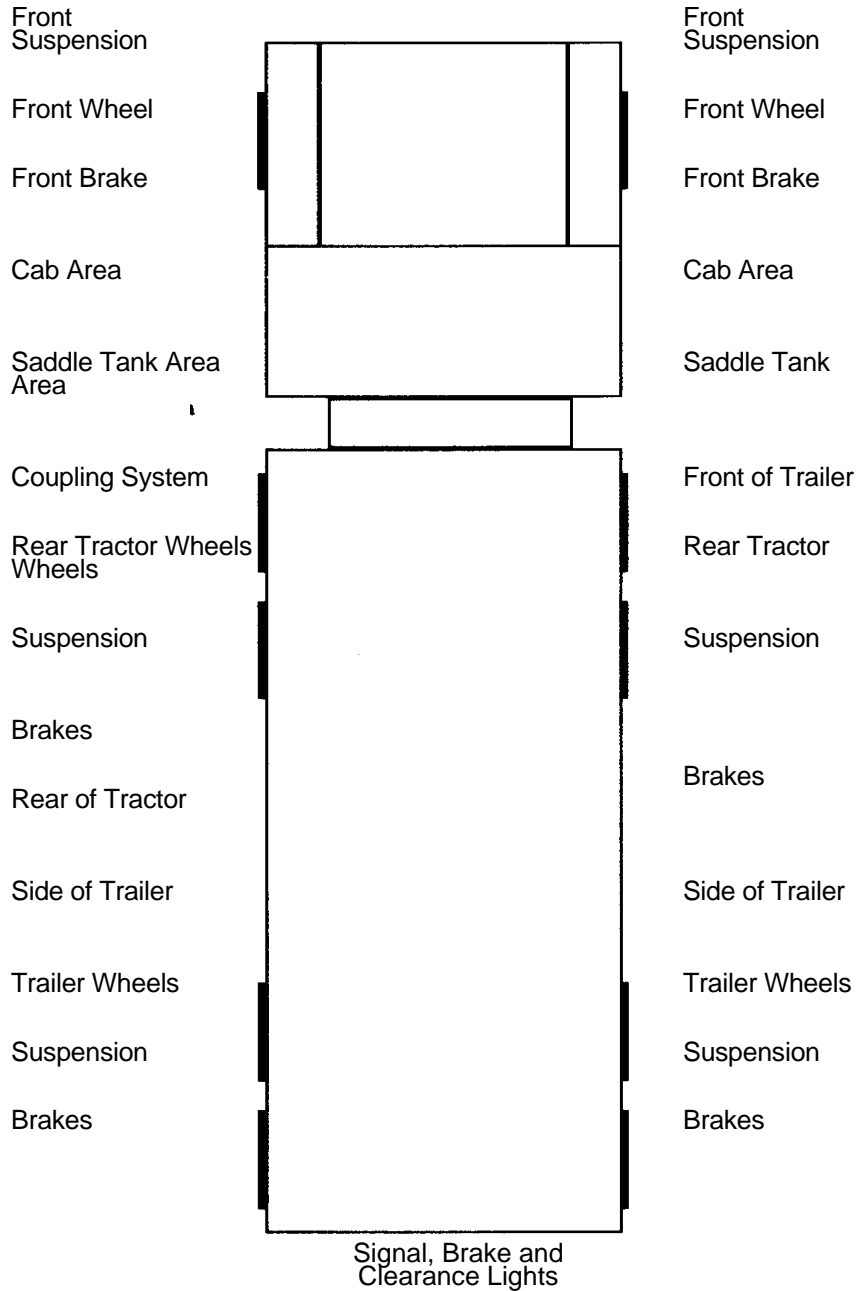 Front
Suspension
Front Wheel
Front Brake
Cab Area
Saddle Tank Area
Area
Coupling System
Rear Tractor Wheels
Wheels
Suspension
Brakes
Rear of Tractor
Side of Trailer
Trailer Wheels
Suspension
Brakes
Front
Suspension
Front Wheel
Front Brake
Cab Area
Saddle Tank
Front of Trailer
Rear Tractor
Suspension
Brakes
Side of Trailer
Trailer Wheels
Suspension
Brakes
Signal, Brake and
Clearance Lights